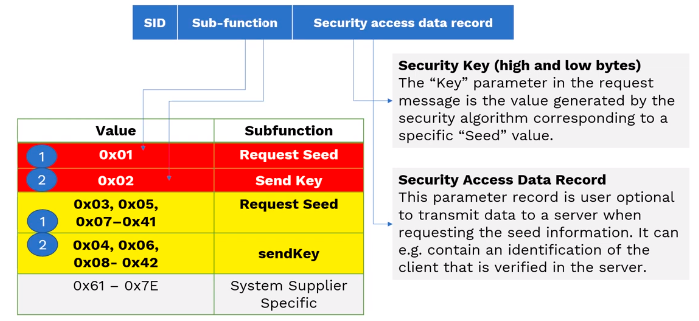 SID Sub-function Security access data record
Security Key (high and low bytes)
The “Key” parameter in the request
message is the value generated by the
security algorithm corresponding to a
specific “Seed” value.
Value Subfunction
1 0x01 Request Seed
2 0x02 Send Key
0x03, 0x05, Request Seed
1 0x07–0x41
2 0x04, 0x06, sendKey
0x08- 0x42
0x61 – 0x7E System Supplier
Specific
Security Access Data Record
This parameter record is user optional
to transmit data to a server when
requesting the seed information. It can
e.g. contain an identification of the
client that is verified in the server.